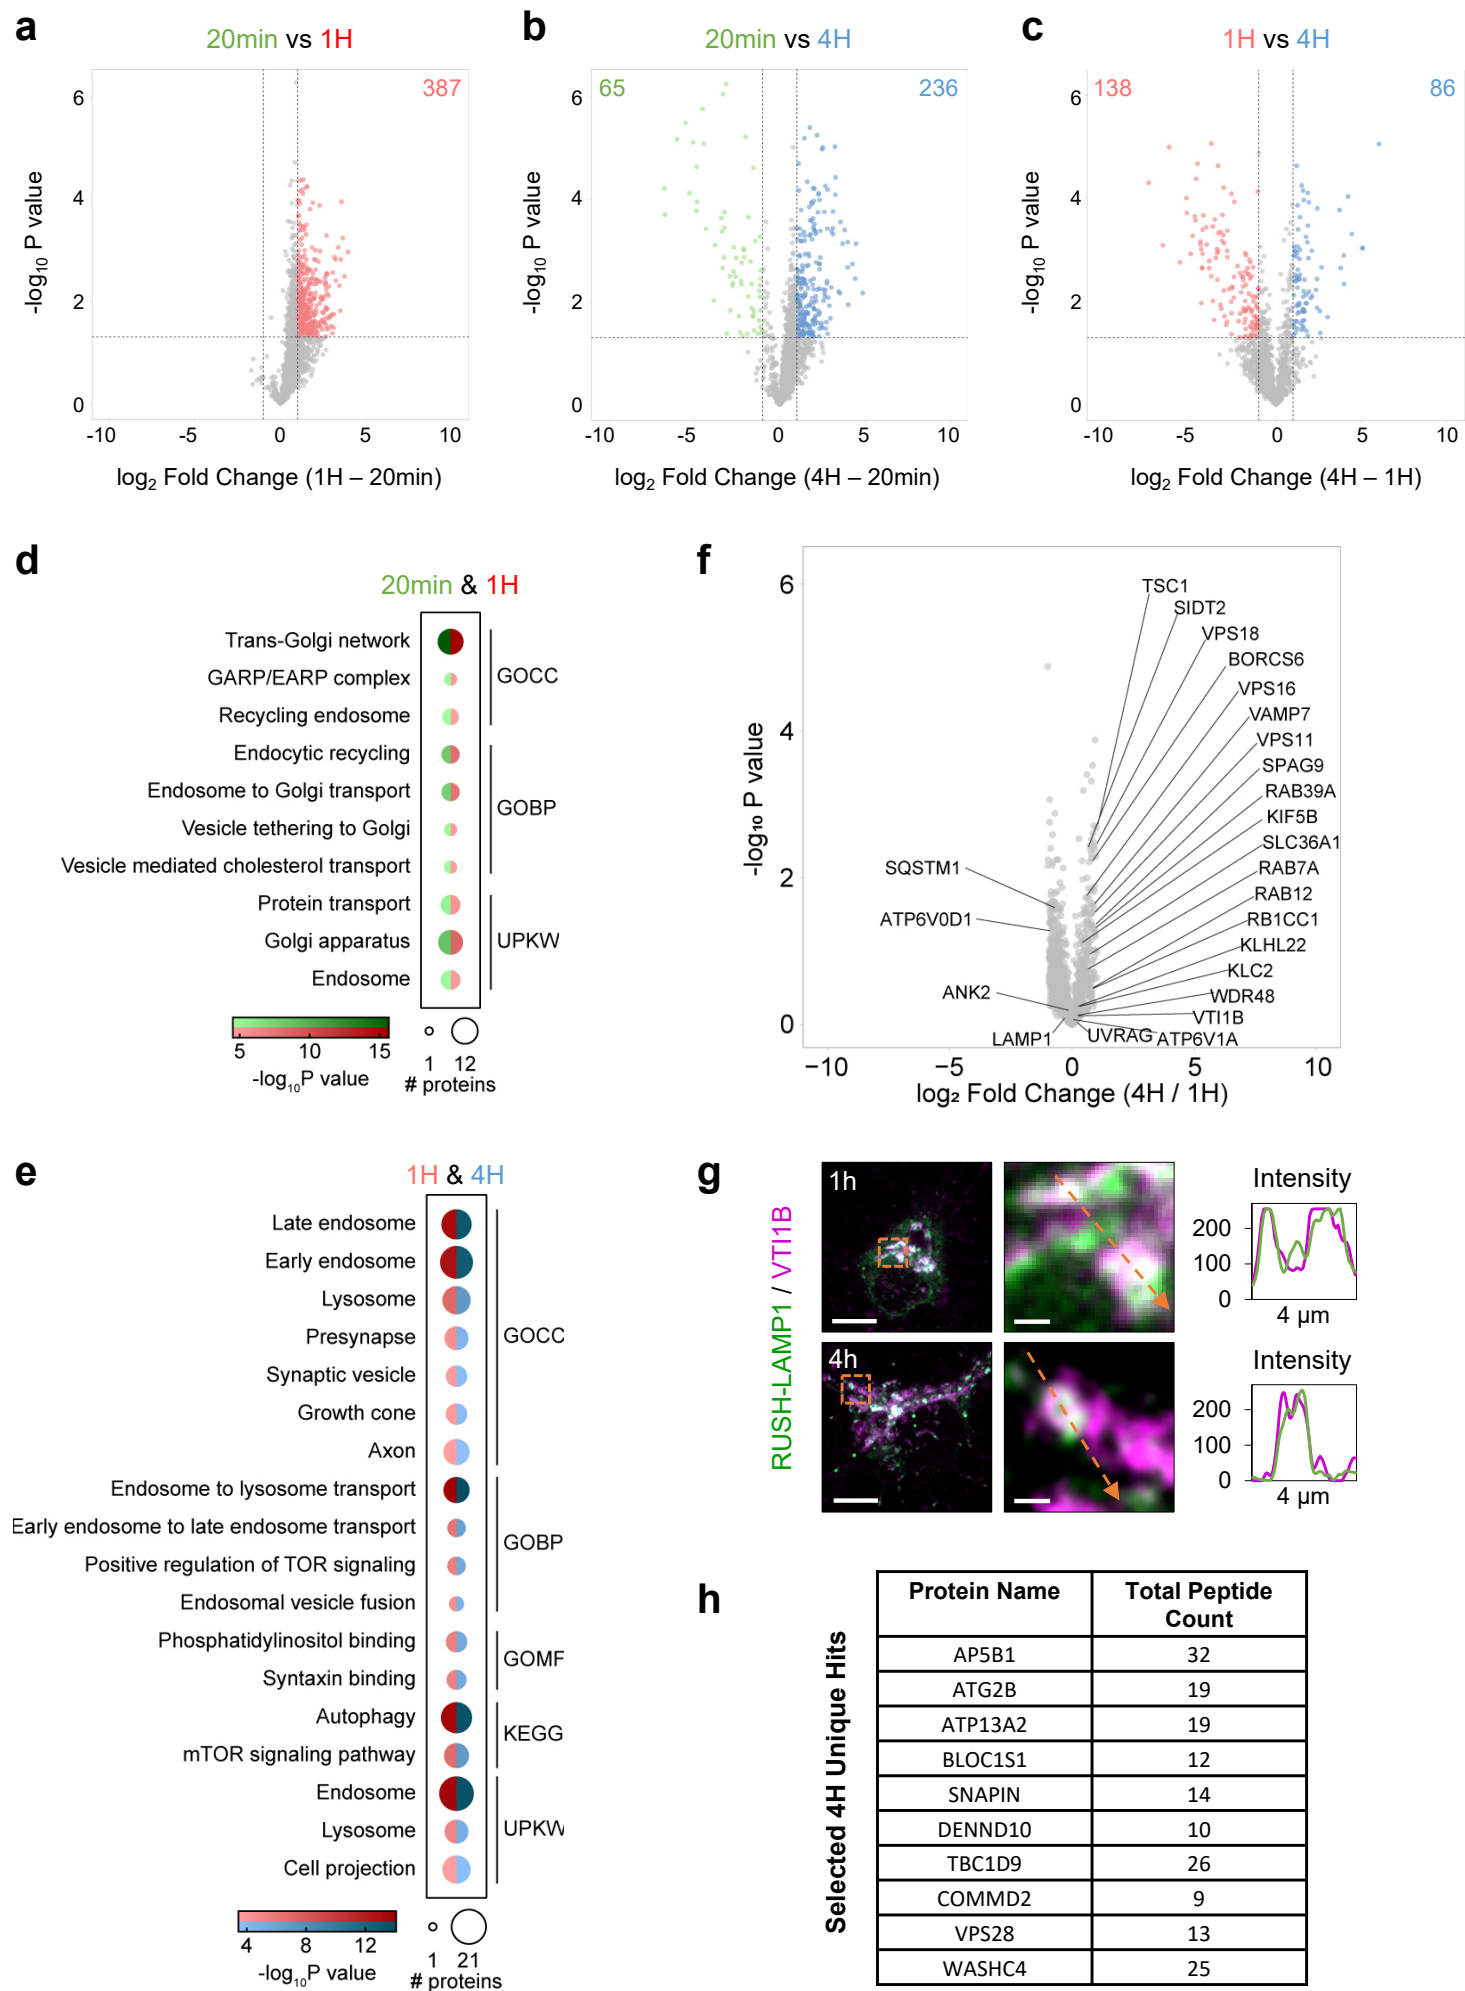 a
20min vs 1H
387
6
4
2
0
-log10 P value
-10
-5
0
5
10
log2 Fold Change (1H – 20min)
b
20min vs 4H
65
236
6
4
2
0
-log10 P value
-10
-5
0
5
10
log2 Fold Change (4H – 20min)
c
1H vs 4H
138
86
6
4
2
0
-log10 P value
-10
-5
0
5
10
log2 Fold Change (4H – 1H)
d
20min & 1H
Trans-Golgi network
GARP/EARP complex
Recycling endosome
GOCC
Endocytic recycling
Endosome to Golgi transport
Vesicle tethering to Golgi
Vesicle mediated cholesterol transport
GOBP
Protein transport
Golgi apparatus
Endosome
UPKW
5
10
15
-log10P value
1
12
# proteins
e
1H & 4H
Late endosome
Early endosome
Lysosome
Presynapse
Synaptic vesicle
Growth cone
Axon
GOCC
Endosome to lysosome transport
Early endosome to late endosome transport
Positive regulation of TOR signaling
Endosomal vesicle fusion
GOBP
Phosphatidylinositol binding
Syntaxin binding
GOMF
Autophagy
mTOR signaling pathway
KEGG
Endosome
Lysosome
Cell projection
UPKW
4
8
12
-log10P value
1
21
# proteins
f
6
4
2
0
-log₁₀ P value
TSC1
SIDT2
VPS18
BORCS6
VPS16
VAMP7
VPS11
SPAG9
RAB39A
KIF5B
SLC36A1
RAB7A
RAB12
RB1CC1
KLHL22
KLC2
WDR48
VTI1B
ATP6V1A
UVRAG
LAMP1
ANK2
ATP6V0D1
SQSTM1
−10
−5
0
5
10
log₂ Fold Change (4H / 1H)
g
RUSH-LAMP1 / VTI1B
1h
Intensity
200
100
0
4 µm
4h
Intensity
200
100
0
4 µm
h
Selected 4H Unique Hits
Protein Name Total Peptide
Count
AP5B1 32
ATG2B 19
ATP13A2 19
BLOC1S1 12
SNAPIN 14
DENND10 10
TBC1D9 26
COMMD2 9
VPS28 13
WASHC4 25